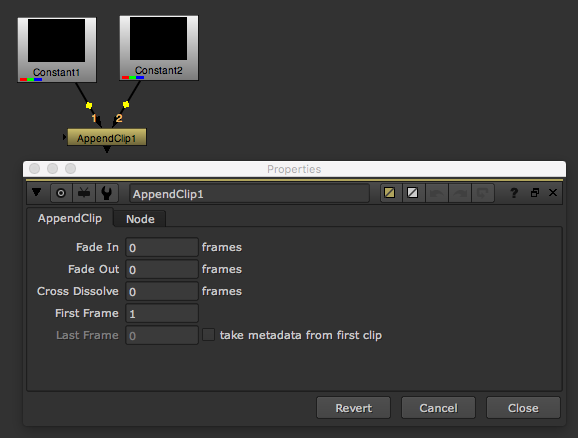 Constant1
Constant2
1 2
AppendClip1
Properties
AppendClip1 ?
AppendClip Node
Fade In 0 frames
Fade Out 0 frames
Cross Dissolve 0 frames
First Frame 1
Last Frame 0 take metadata from first clip
Revert Cancel Close